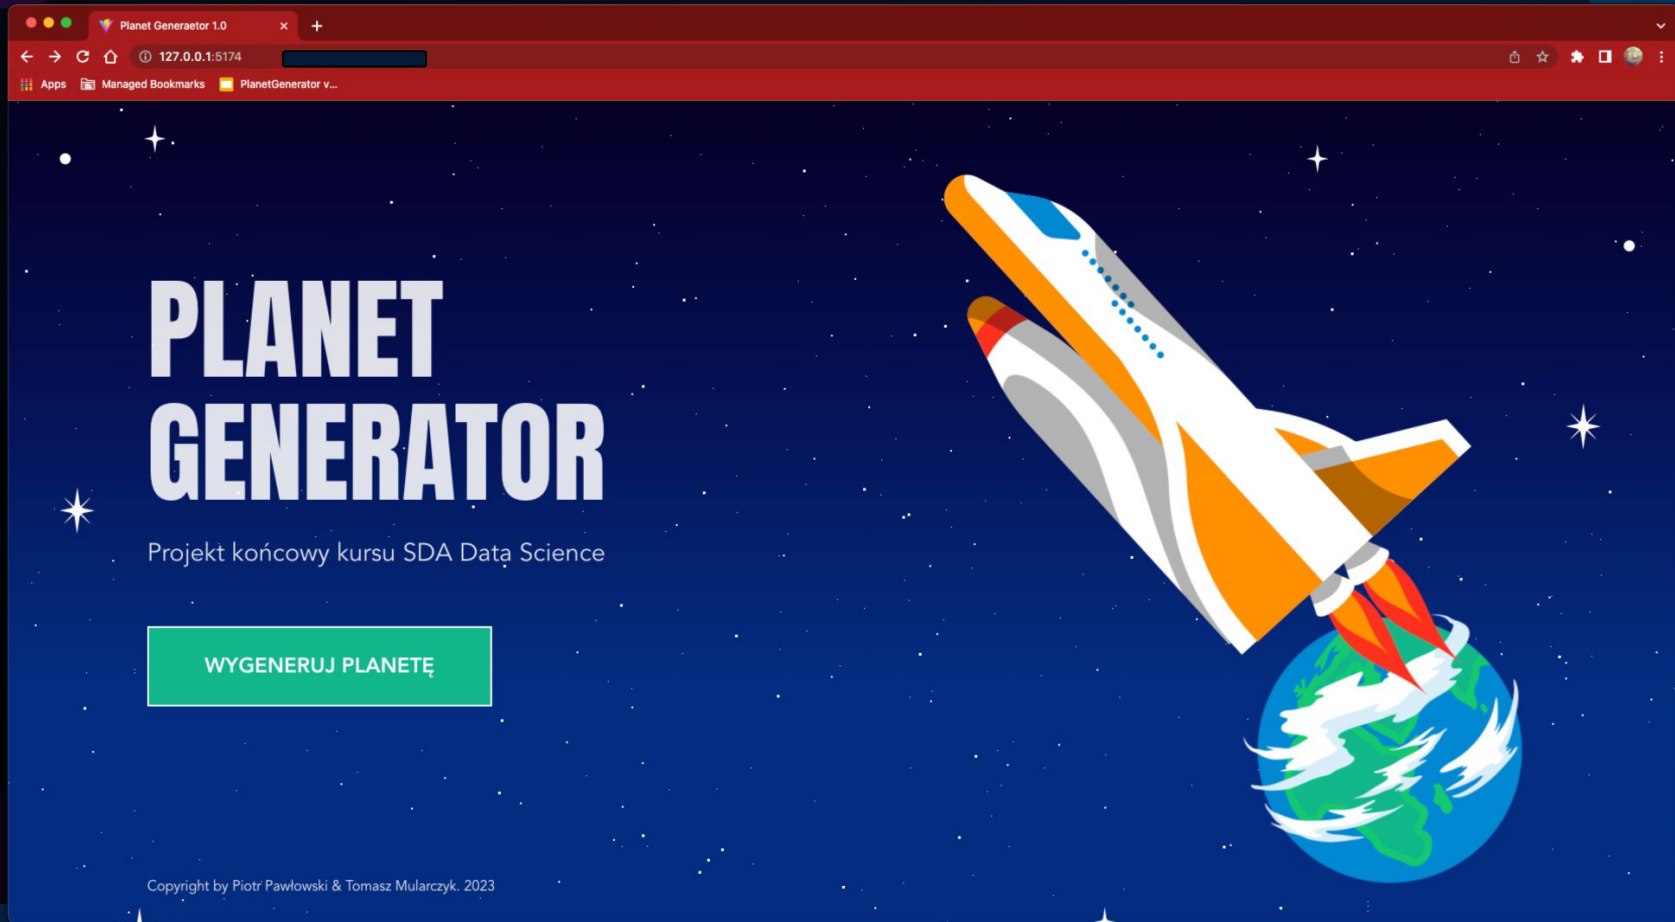 Planet Generaetor 1.0
127.0.0.1:5174
Apps Managed Bookmarks PlanetGenerator v...
PLANET
GENERATOR
Projekt końcowy kursu SDA Data Science
WYGENERUJ PLANETĘ
Copyright by Piotr Pawłowski & Tomasz Mularczyk. 2023